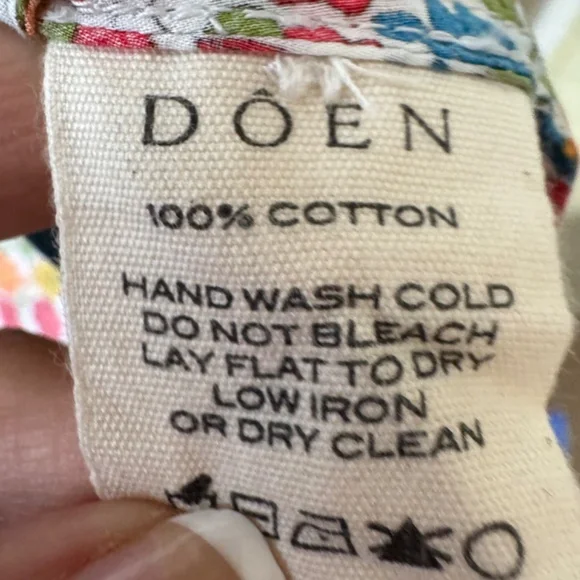 DÔEN
100% COTTON
HAND WASH COLD
DO NOT BLEACH
LAY FLAT TO DRY
LOW IRON
OR DRY CLEAN